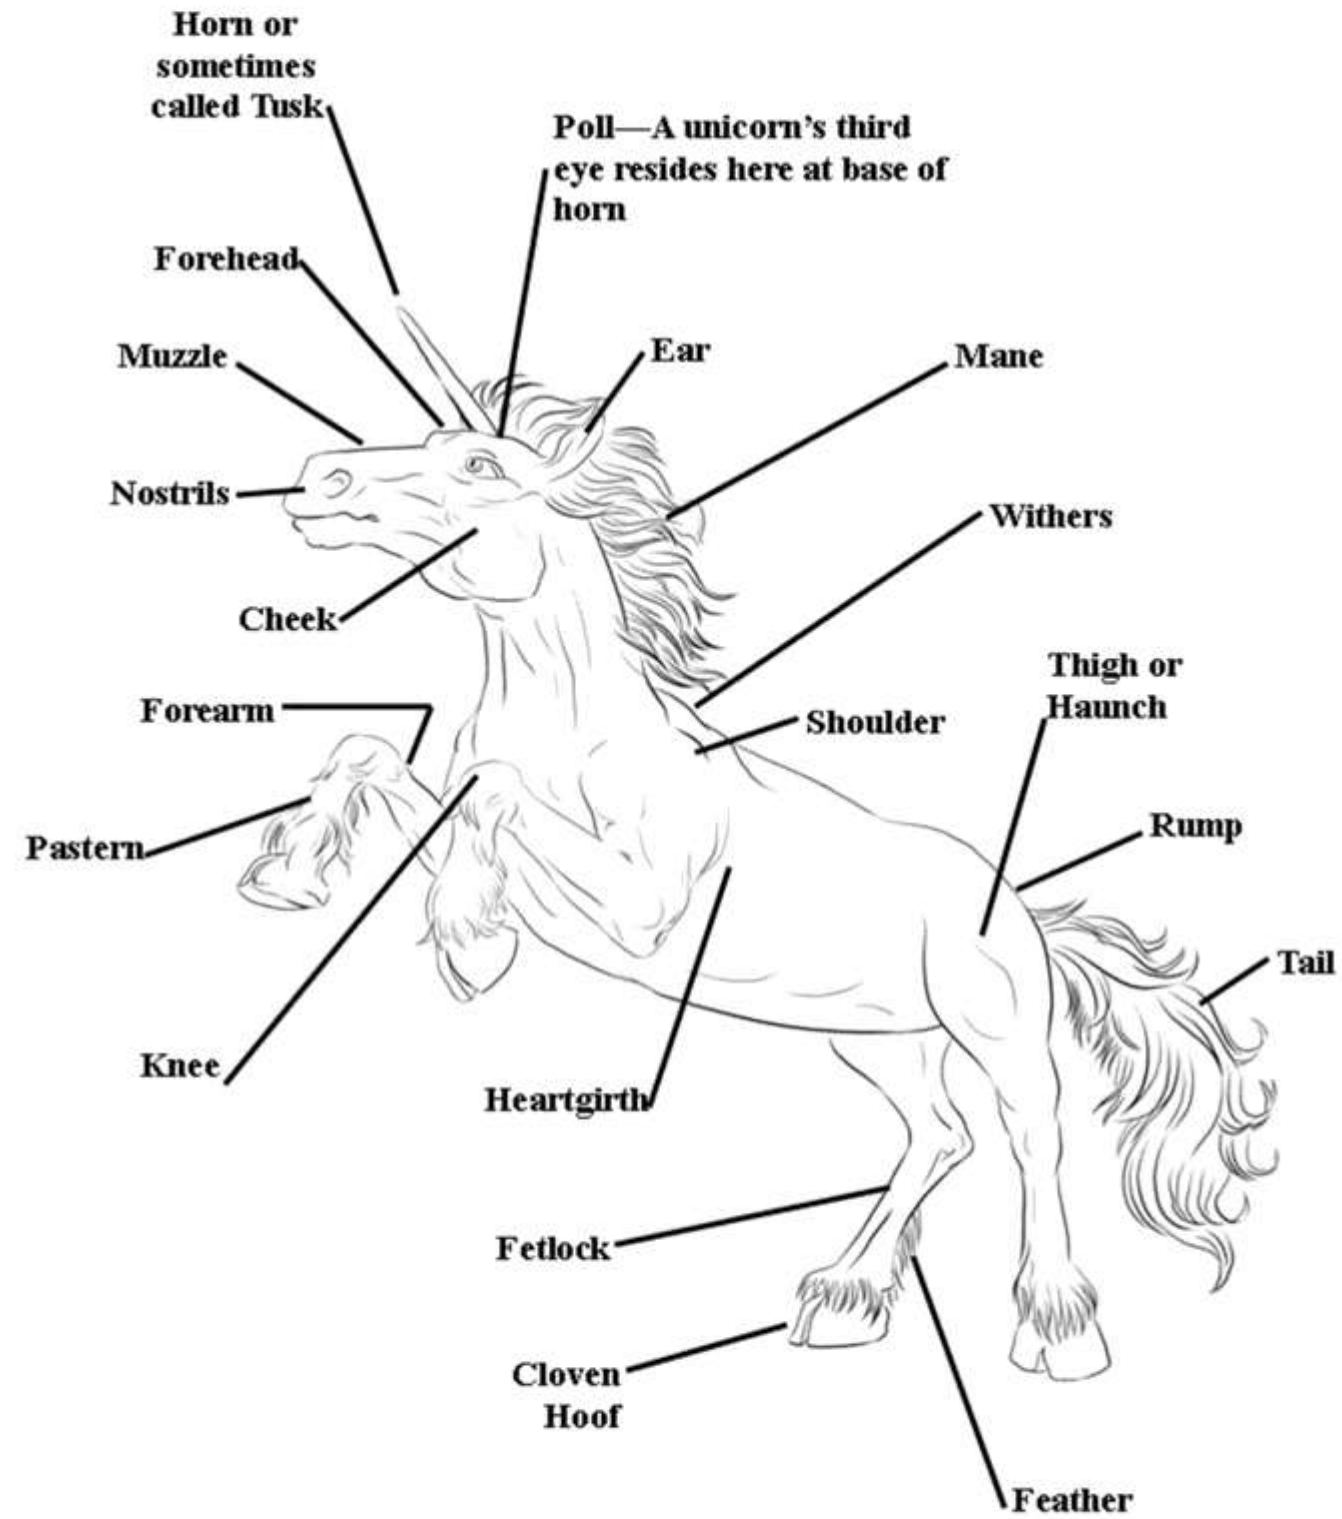 Horn or
sometimes
called Tusk
Poll—A unicorn's third
eye resides here at base of
horn
Forehead
Muzzle
Ear
Mane
Nostrils
Withers
Cheek
Thigh or
Haunch
Forearm
Shoulder
Pastern
Rump
Tail
Knee
Heartgirth
Fetlock
Cloven
Hoof
Feather